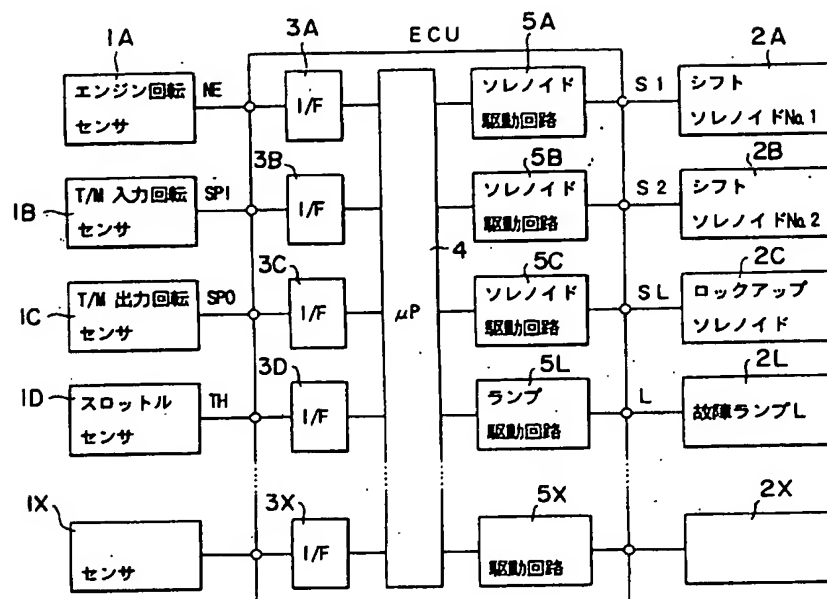 ECU
1A
3A
5A
2A
エンジン回転
センサ
NE
I/F
ソレノイド
駆動回路
S1
シフト
ソレノイドNo.1
1B
3B
5B
2B
T/M 入力回転
センサ
SPI
I/F
ソレノイド
駆動回路
S2
シフト
ソレノイドNo.2
4
μP
1C
3C
5C
2C
T/M 出力回転
センサ
SPO
I/F
ソレノイド
駆動回路
SL
ロックアップ
ソレノイド
1D
3D
5L
2L
スロットル
センサ
TH
I/F
ランプ
駆動回路
L
故障ランプL
1X
3X
5X
2X
センサ
I/F
駆動回路